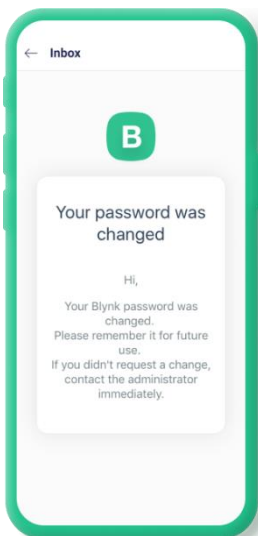 ← Inbox
B
Your password was
changed
Hi,
Your Blynk password was
changed.
Please remember it for future
use.
If you didn't request a change,
contact the administrator
immediately.